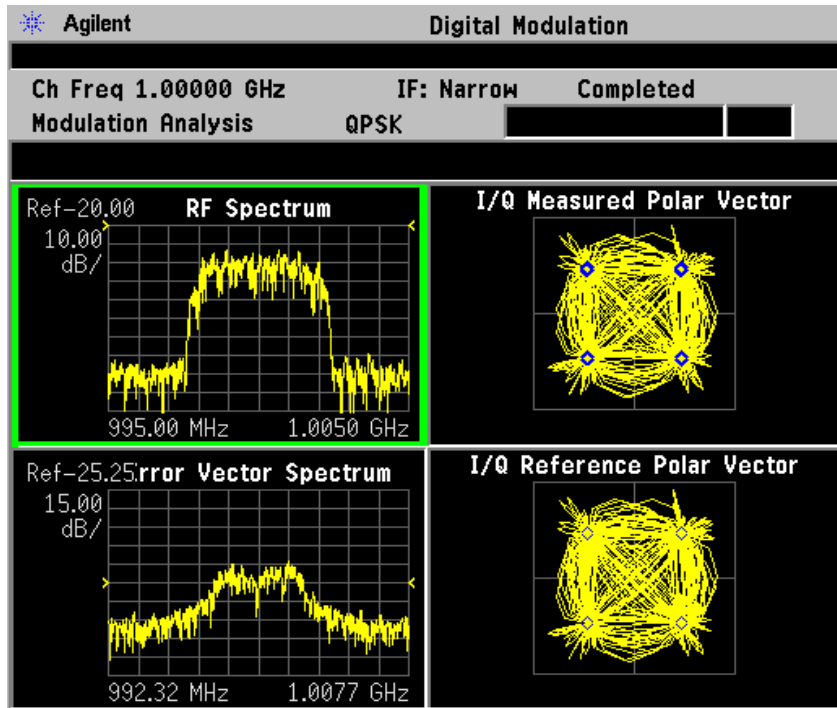 Agilent Digital Modulation
Ch Freq 1.00000 GHz IF: Narrow Completed
Modulation Analysis QPSK
Ref-20.00 RF Spectrum
10.00
dB/
995.00 MHz 1.0050 GHz
I/Q Measured Polar Vector
Ref-25.25 rror Vector Spectrum
15.00
dB/
992.32 MHz 1.0077 GHz
I/Q Reference Polar Vector